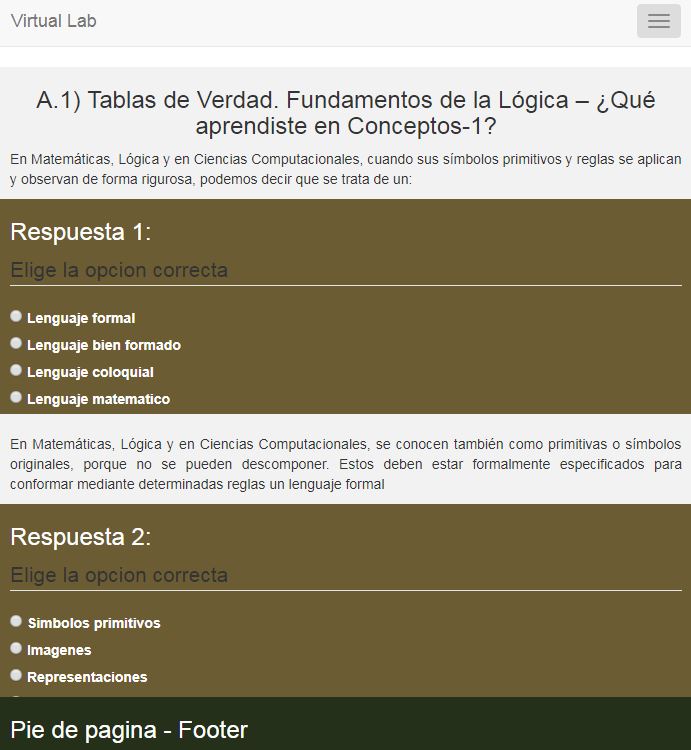 Virtual Lab
A.1) Tablas de Verdad. Fundamentos de la Lógica – ¿Qué
aprendiste en Conceptos-1?
En Matemáticas, Lógica y en Ciencias Computacionales, cuando sus símbolos primitivos y reglas se aplican
y observan de forma rigurosa, podemos decir que se trata de un:
Respuesta 1:
Elige la opcion correcta
Lenguaje formal
Lenguaje bien formado
Lenguaje coloquial
Lenguaje matematico
En Matemáticas, Lógica y en Ciencias Computacionales, se conocen también como primitivas o símbolos
originales, porque no se pueden descomponer. Estos deben estar formalmente especificados para
conformar mediante determinadas reglas un lenguaje formal
Respuesta 2:
Elige la opcion correcta
Simbolos primitivos
Imagenes
Representaciones
Pie de pagina - Footer